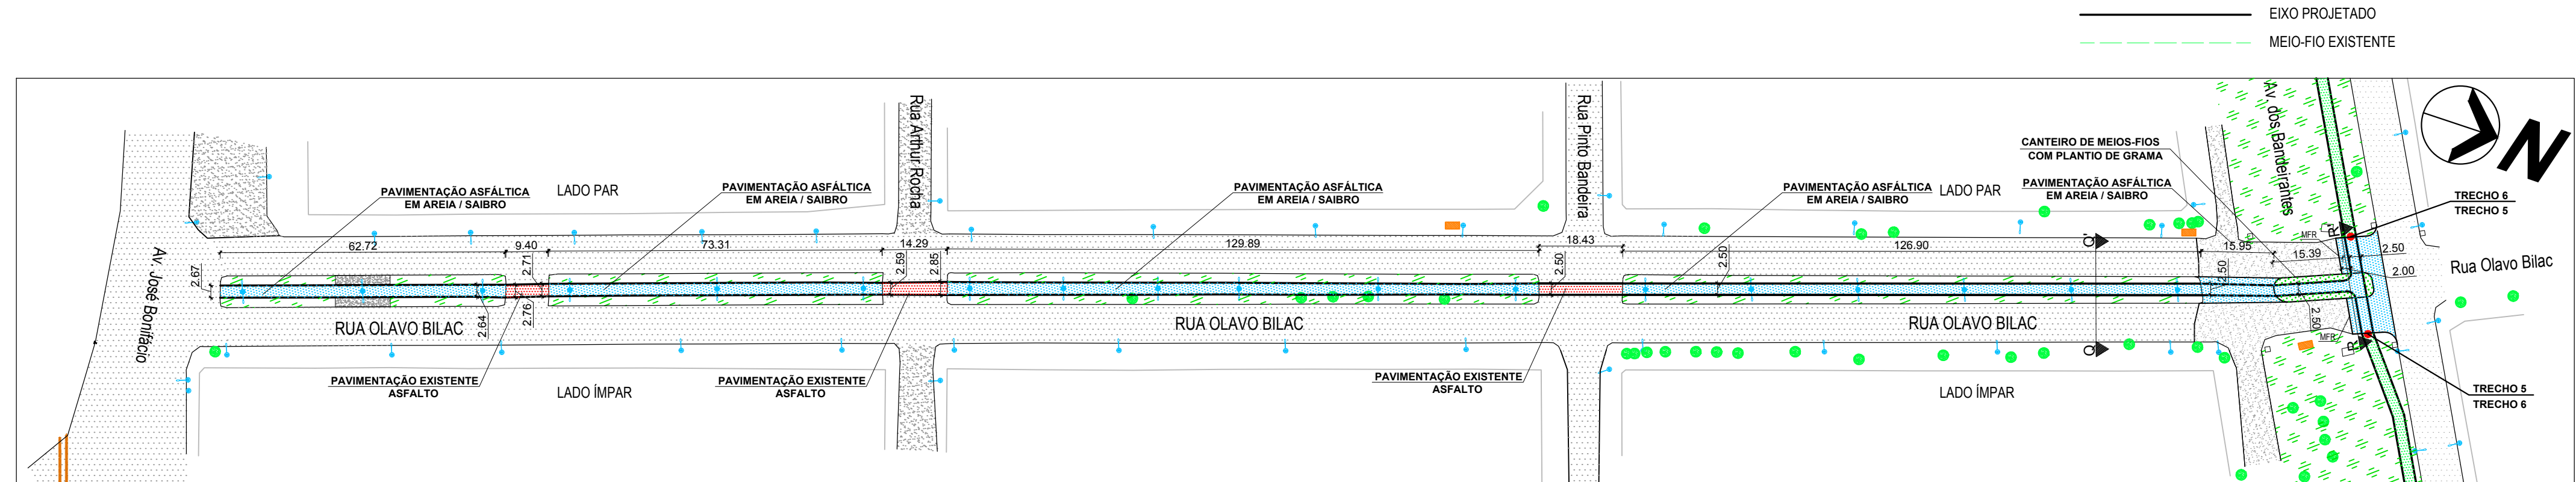 EIXO PROJETADO
MEIO-FIO EXISTENTE
Av. José Bonifácio
Rua Arthur Rocha
Rua Pinto Bandeira
Av. dos Bandeirantes
N
CANTEIRO DE MEIOS-FIOS
COM PLANTIO DE GRAMA
PAVIMENTAÇÃO ASFÁLTICA
EM AREIA / SAIBRO
LADO PAR
PAVIMENTAÇÃO ASFÁLTICA
EM AREIA / SAIBRO
PAVIMENTAÇÃO ASFÁLTICA
EM AREIA / SAIBRO
PAVIMENTAÇÃO ASFÁLTICA
EM AREIA / SAIBRO
LADO PAR
PAVIMENTAÇÃO ASFÁLTICA
EM AREIA / SAIBRO
TRECHO 6
TRECHO 5
62.72
9.40
73.31
14.29
129.89
18.43
126.90
15.95
15.39
2.50
2.00
2.67
2.71
2.59
2.85
2.50
2.50
2.50
2.64
2.76
2.50
Q'
R'
MFR
Rua Olavo Bilac
RUA OLAVO BILAC
RUA OLAVO BILAC
RUA OLAVO BILAC
Q
R
MFR
PAVIMENTAÇÃO EXISTENTE
ASFALTO
LADO ÍMPAR
PAVIMENTAÇÃO EXISTENTE
ASFALTO
PAVIMENTAÇÃO EXISTENTE
ASFALTO
LADO ÍMPAR
TRECHO 5
TRECHO 6